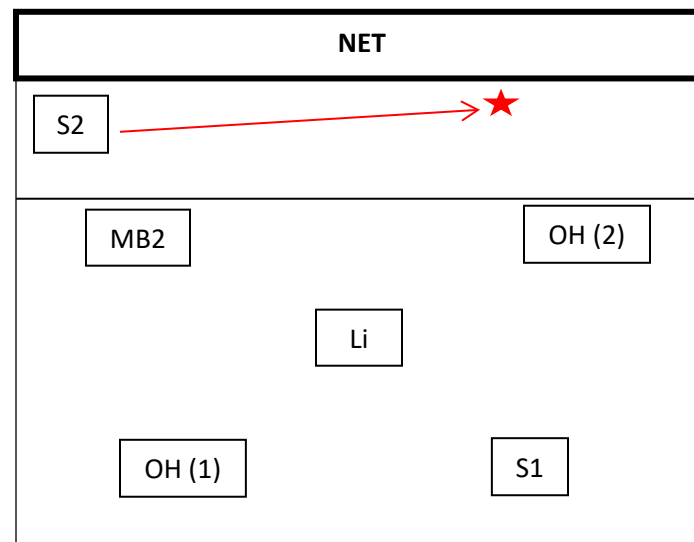 NET
S2
MB2
OH (2)
Li
OH (1)
S1